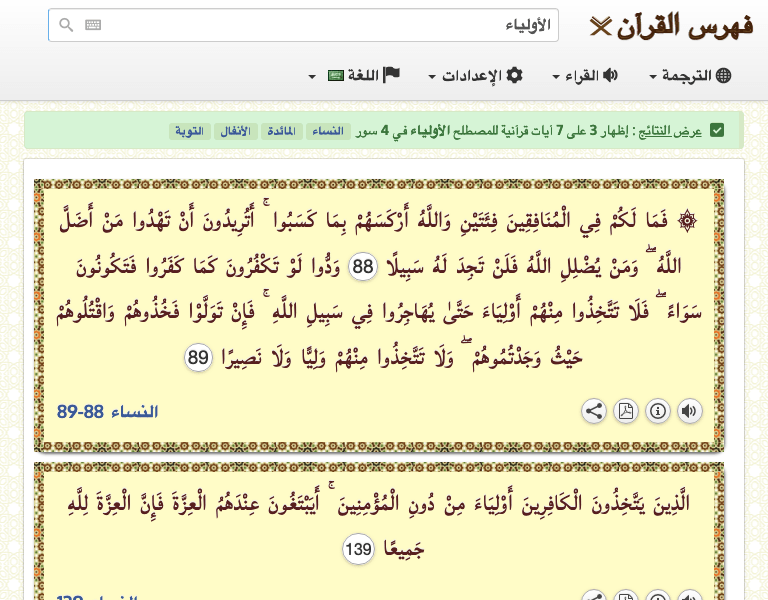 فهرس القرآن
الأولياء
الترجمة القراء الإعدادات اللغة
عرض النتائج : إظهار 3 على 7 آيات قرآنية للمصطلح الأولياء في 4 سور النساء المائدة الأنفال التوبة
۞ فَمَا لَكُمْ فِي الْمُنَافِقِينَ فِئَتَيْنِ وَاللَّهُ أَرْكَسَهُمْ بِمَا كَسَبُوا ۚ أَتُرِيدُونَ أَنْ تَهْدُوا مَنْ أَضَلَّ
اللَّهُ ۖ وَمَنْ يُضْلِلِ اللَّهُ فَلَنْ تَجِدَ لَهُ سَبِيلًا 88 وَدُّوا لَوْ تَكْفُرُونَ كَمَا كَفَرُوا فَتَكُونُونَ
سَوَاءً ۖ فَلَا تَتَّخِذُوا مِنْهُمْ أَوْلِيَاءَ حَتَّىٰ يُهَاجِرُوا فِي سَبِيلِ اللَّهِ ۚ فَإِنْ تَوَلَّوْا فَخُذُوهُمْ وَاقْتُلُوهُمْ
حَيْثُ وَجَدْتُمُوهُمْ ۖ وَلَا تَتَّخِذُوا مِنْهُمْ وَلِيًّا وَلَا نَصِيرًا 89
النساء 88-89
الَّذِينَ يَتَّخِذُونَ الْكَافِرِينَ أَوْلِيَاءَ مِنْ دُونِ الْمُؤْمِنِينَ ۚ أَيَبْتَغُونَ عِنْدَهُمُ الْعِزَّةَ فَإِنَّ الْعِزَّةَ لِلَّهِ
جَمِيعًا 139